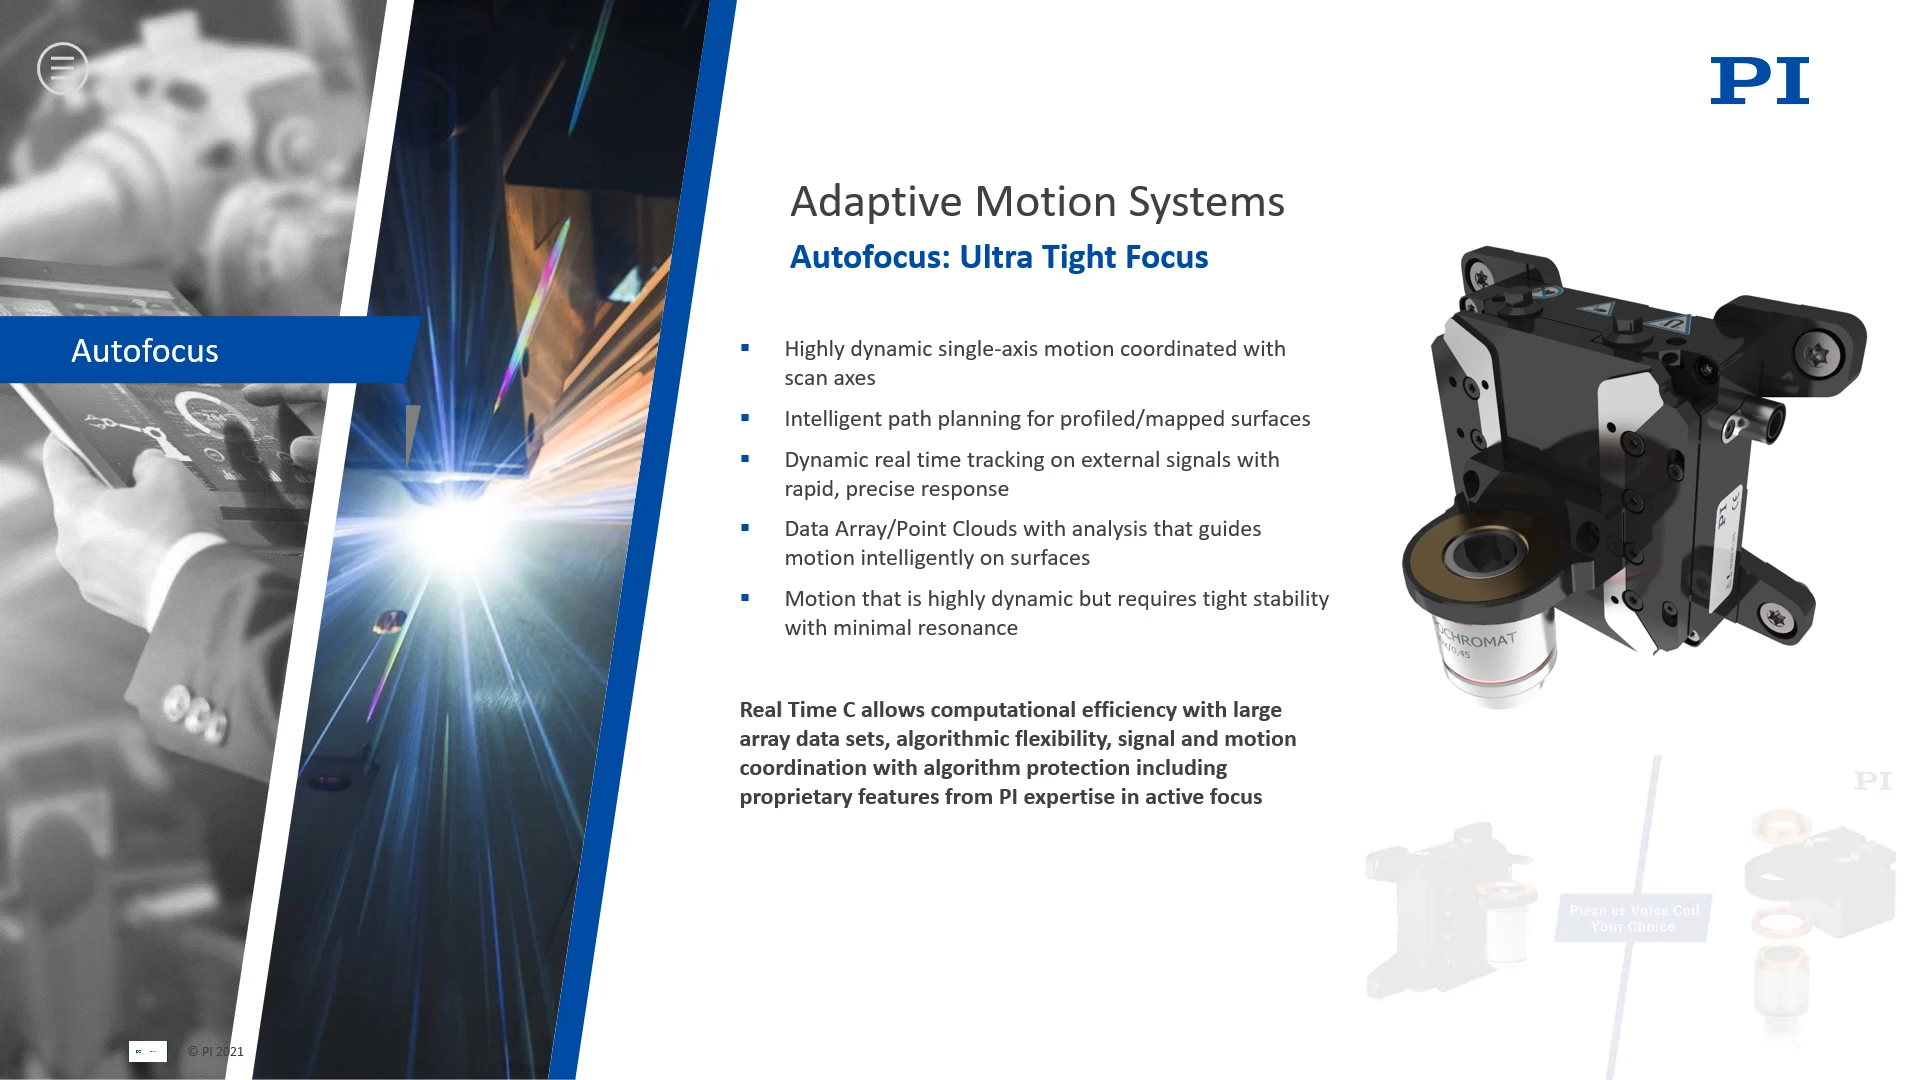 PI
Adaptive Motion Systems
Autofocus: Ultra Tight Focus
Autofocus
Highly dynamic single-axis motion coordinated with
scan axes
Intelligent path planning for profiled/mapped surfaces
Dynamic real time tracking on external signals with
rapid, precise response
Data Array/Point Clouds with analysis that guides
motion intelligently on surfaces
Motion that is highly dynamic but requires tight stability
with minimal resonance
Real Time C allows computational efficiency with large
array data sets, algorithmic flexibility, signal and motion
coordination with algorithm protection including
proprietary features from PI expertise in active focus
PI
OCHROMAT
PI
Piezo or Voice Coil
Your Choice
© PI 2021